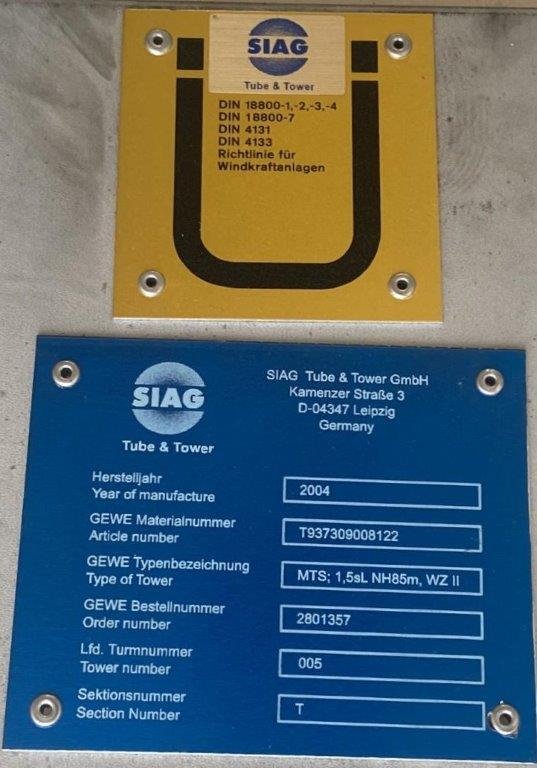 SIAG
Tube & Tower
DIN 18800-1,-2,-3,-4
DIN 18800-7
DIN 4131
DIN 4133
Richtlinie für
Windkraftanlagen
SIAG
Tube & Tower
SIAG Tube & Tower GmbH
Kamenzer Straße 3
D-04347 Leipzig
Germany
Herstelljahr
Year of manufacture
2004
GEWE Materialnummer
Article number
T937309008122
GEWE Typenbezeichnung
Type of Tower
MTS; 1,5sL NH85m, WZ II
GEWE Bestellnummer
Order number
2801357
Lfd. Turmnummer
Tower number
005
Sektionsnummer
Section Number
T